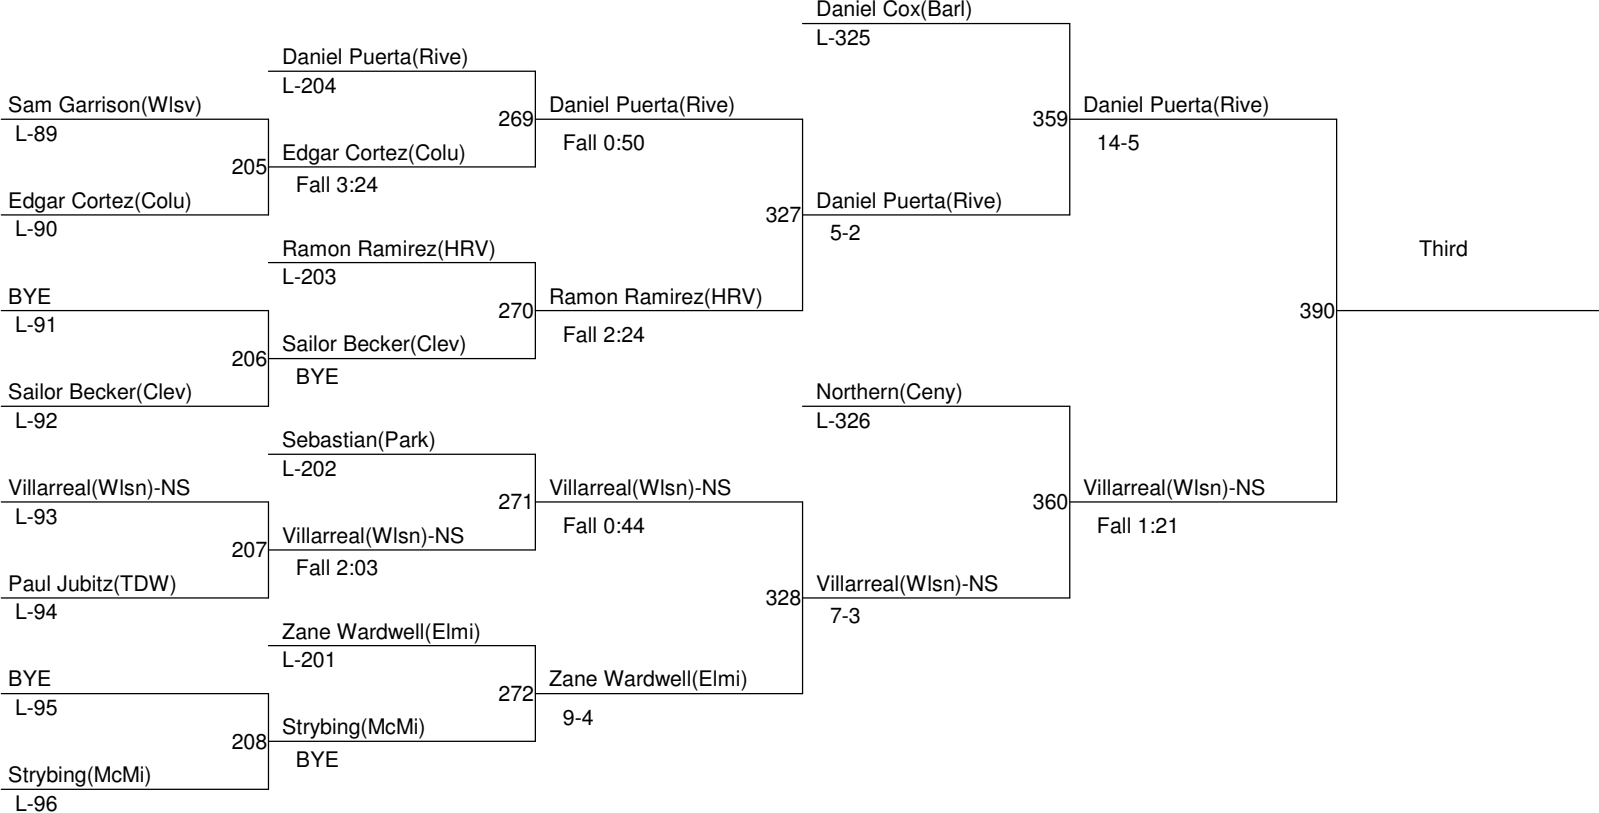 Daniel Cox(Barl)
L-325
Daniel Puerta(Rive)
L-204
Sam Garrison(Wlsv)
L-89
269
Daniel Puerta(Rive)
Fall 0:50
359
Daniel Puerta(Rive)
14-5
205
Edgar Cortez(Colu)
Fall 3:24
Edgar Cortez(Colu)
L-90
327
Daniel Puerta(Rive)
5-2
Ramon Ramirez(HRV)
L-203
Third
BYE
L-91
270
Ramon Ramirez(HRV)
Fall 2:24
390
206
Sailor Becker(Clev)
BYE
Sailor Becker(Clev)
L-92
Northern(Ceny)
L-326
Sebastian(Park)
L-202
Villarreal(Wlsn)-NS
L-93
271
Villarreal(Wlsn)-NS
Fall 0:44
360
Villarreal(Wlsn)-NS
Fall 1:21
207
Villarreal(Wlsn)-NS
Fall 2:03
Paul Jubitz(TDW)
L-94
328
Villarreal(Wlsn)-NS
7-3
Zane Wardwell(Elmi)
L-201
BYE
L-95
272
Zane Wardwell(Elmi)
9-4
208
Strybing(McMi)
BYE
Strybing(McMi)
L-96